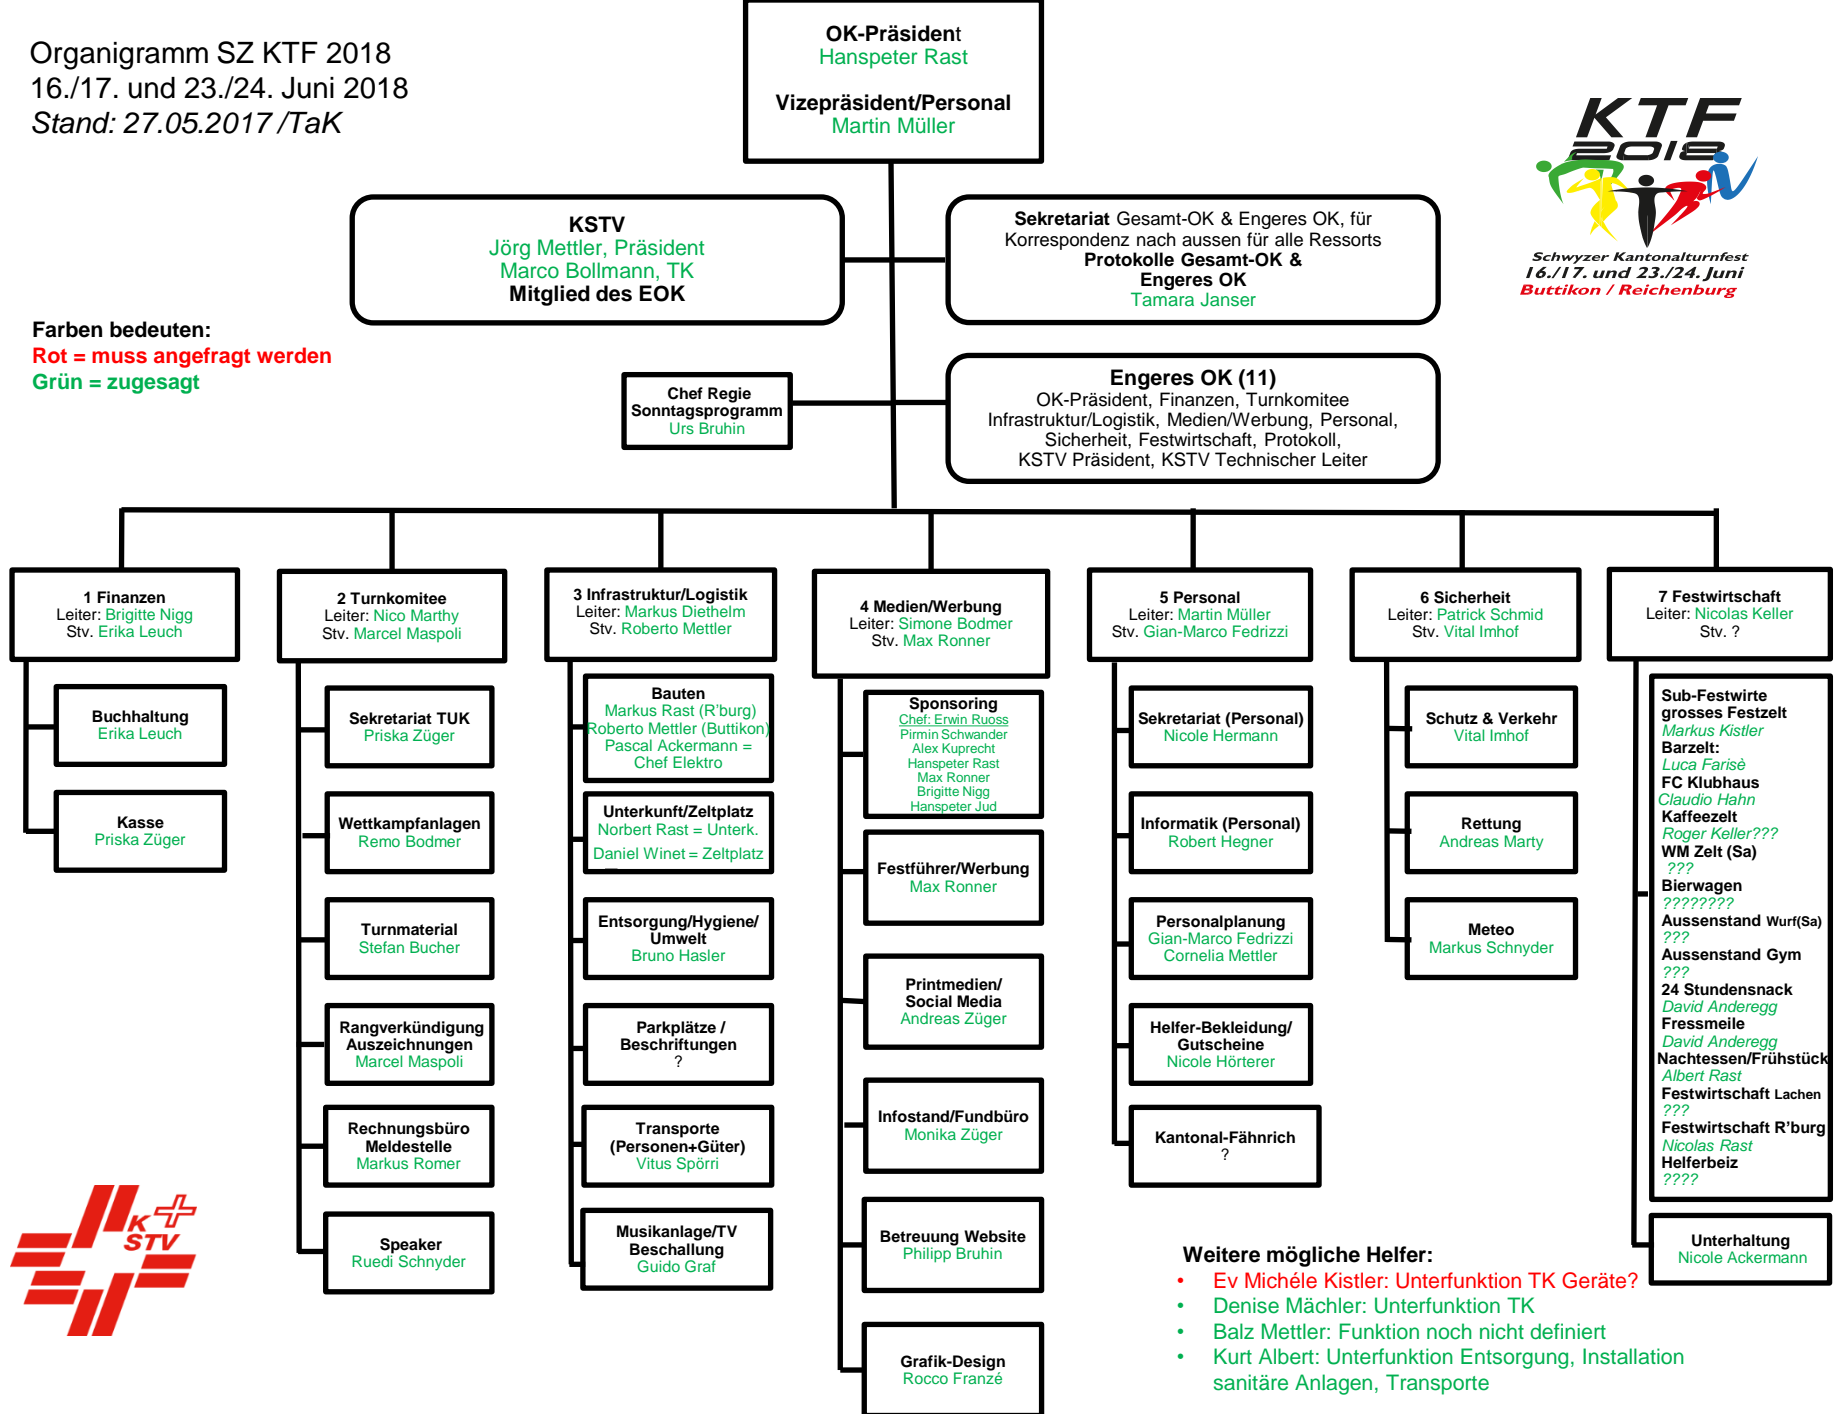 Organigramm SZ KTF 2018
16./17. und 23./24. Juni 2018
Stand: 27.05.2017 /TaK
OK-Präsident
Hanspeter Rast
Vizepräsident/Personal
Martin Müller
KTF
2018
Schwyzer Kantonalturnfest
16./17. und 23./24. Juni
Buttikon / Reichenburg
KSTV
Jörg Mettler, Präsident
Marco Bollmann, TK
Mitglied des EOK
Sekretariat Gesamt-OK & Engeres OK, für
Korrespondenz nach aussen für alle Ressorts
Protokolle Gesamt-OK &
Engeres OK
Tamara Janser
Farben bedeuten:
Rot = muss angefragt werden
Grün = zugesagt
Chef Regie
Sonntagsprogramm
Urs Bruhin
Engeres OK (11)
OK-Präsident, Finanzen, Turnkomitee
Infrastruktur/Logistik, Medien/Werbung, Personal,
Sicherheit, Festwirtschaft, Protokoll,
KSTV Präsident, KSTV Technischer Leiter
1 Finanzen
Leiter: Brigitte Nigg
Stv. Erika Leuch
Buchhaltung
Erika Leuch
Kasse
Priska Züger
2 Turnkomitee
Leiter: Nico Marthy
Stv. Marcel Maspoli
Sekretariat TUK
Priska Züger
Wettkampfanlagen
Remo Bodmer
Turnmaterial
Stefan Bucher
Rangverkündigung
Auszeichnungen
Marcel Maspoli
Rechnungsbüro
Meldestelle
Markus Romer
Speaker
Ruedi Schnyder
3 Infrastruktur/Logistik
Leiter: Markus Diethelm
Stv. Roberto Mettler
Bauten
Markus Rast (R'burg)
Roberto Mettler (Buttikon)
Pascal Ackermann =
Chef Elektro
Unterkunft/Zeltplatz
Norbert Rast = Unterk.
Daniel Winet = Zeltplatz
Entsorgung/Hygiene/
Umwelt
Bruno Hasler
Parkplätze /
Beschriftungen
?
Transporte
(Personen+Güter)
Vitus Spörri
Musikanlage/TV
Beschallung
Guido Graf
4 Medien/Werbung
Leiter: Simone Bodmer
Stv. Max Ronner
Sponsoring
Chef: Erwin Ruoss
Pirmin Schwander
Alex Kuprecht
Hanspeter Rast
Max Ronner
Brigitte Nigg
Hanspeter Jud
Festführer/Werbung
Max Ronner
Printmedien/
Social Media
Andreas Züger
Infostand/Fundbüro
Monika Züger
Betreuung Website
Philipp Bruhin
Grafik-Design
Rocco Franzé
5 Personal
Leiter: Martin Müller
Stv. Gian-Marco Fedrizzi
Sekretariat (Personal)
Nicole Hermann
Informatik (Personal)
Robert Hegner
Personalplanung
Gian-Marco Fedrizzi
Cornelia Mettler
Helfer-Bekleidung/
Gutscheine
Nicole Hörterer
Kantonal-Fähnrich
?
6 Sicherheit
Leiter: Patrick Schmid
Stv. Vital Imhof
Schutz & Verkehr
Vital Imhof
Rettung
Andreas Marty
Meteo
Markus Schnyder
7 Festwirtschaft
Leiter: Nicolas Keller
Stv. ?
Sub-Festwirte
grosses Festzelt
Markus Kistler
Barzelt:
Luca Farisè
FC Klubhaus
Claudio Hahn
Kaffeezelt
Roger Keller???
WM Zelt (Sa)
???
Bierwagen
????????
Aussenstand Wurf(Sa)
???
Aussenstand Gym
???
24 Stundensnack
David Anderegg
Fressmeile
David Anderegg
Nachtessen/Frühstück
Albert Rast
Festwirtschaft Lachen
???
Festwirtschaft R'burg
Nicolas Rast
Helferbeiz
????
Unterhaltung
Nicole Ackermann
K
STV
Weitere mögliche Helfer:
• Ev Michéle Kistler: Unterfunktion TK Geräte?
• Denise Mächler: Unterfunktion TK
• Balz Mettler: Funktion noch nicht definiert
• Kurt Albert: Unterfunktion Entsorgung, Installation
sanitäre Anlagen, Transporte